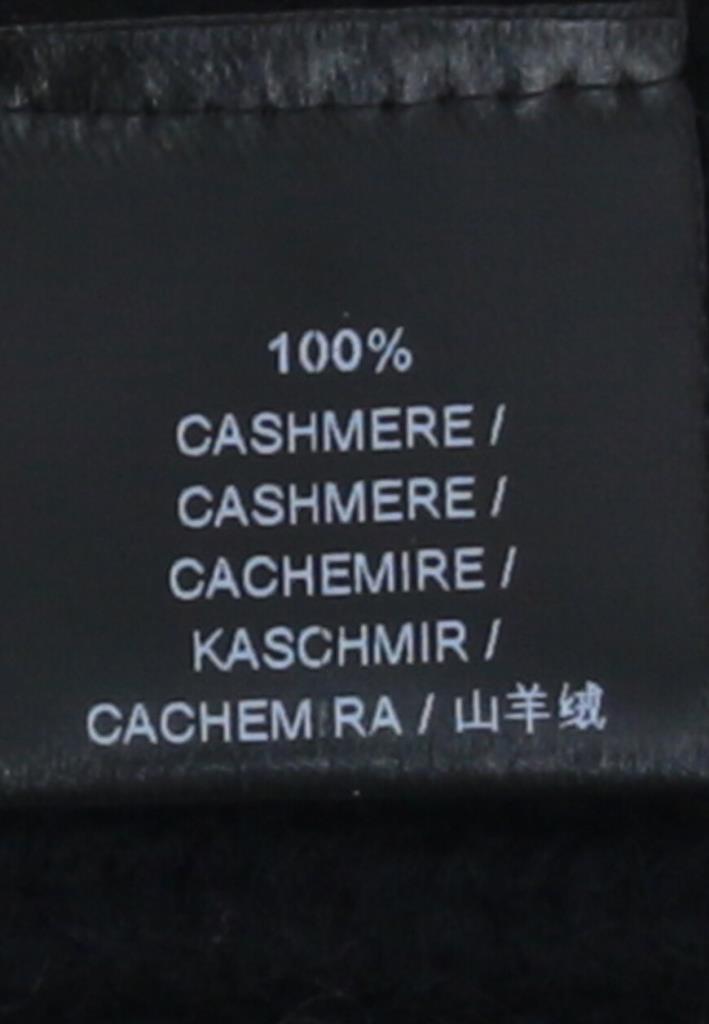 100%
CASHMERE /
CASHMERE /
CACHEMIRE /
KASCHMIR /
CACHEMIRA / 山羊绒